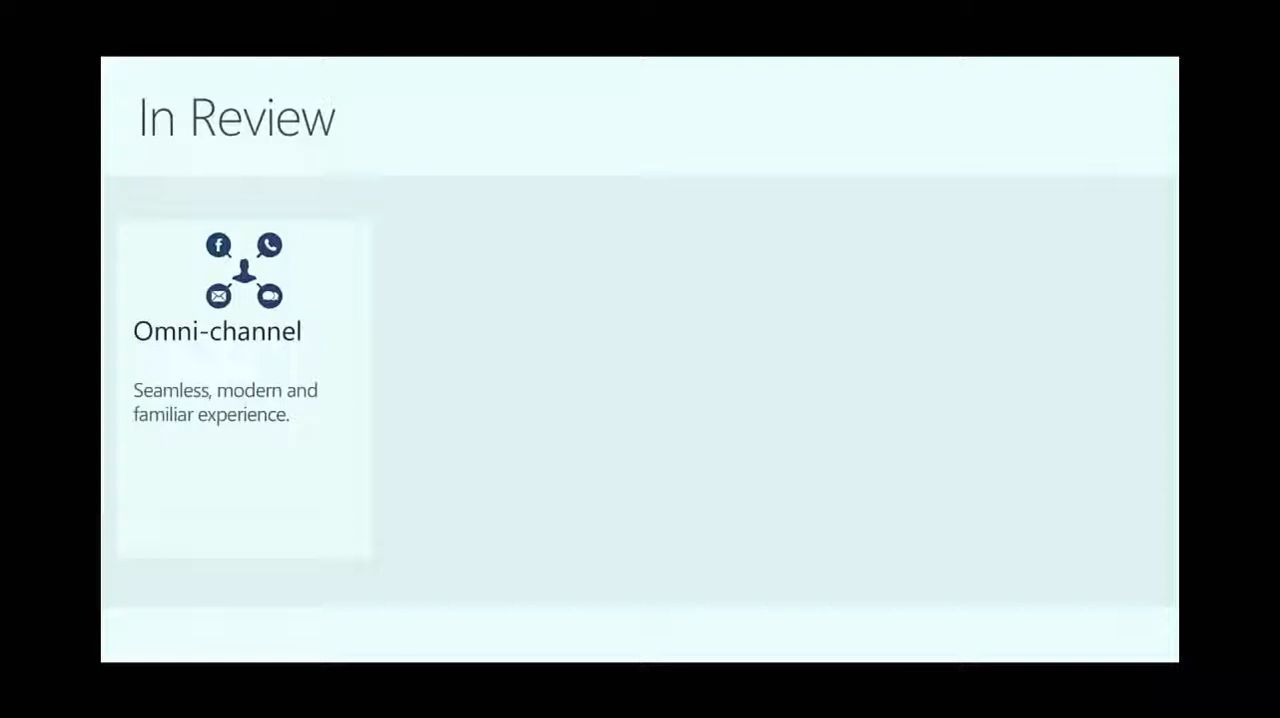 In Review
Omni-channel
Seamless, modern and
familiar experience.